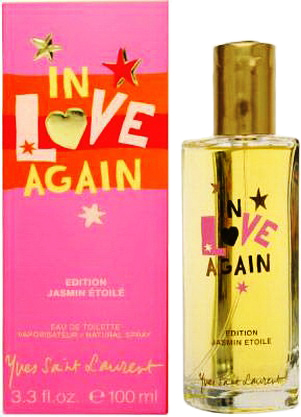 IN
LOVE
AGAIN
EDITION
JASMIN ÉTOILÉ
EAU DE TOILETTE
VAPORISATEUR / NATURAL SPRAY
Yves Saint Laurent
3.3 fl.oz. e 100 ml
IN
LOVE
AGAIN
EDITION
JASMIN ÉTOILE
Yves Saint Laurent